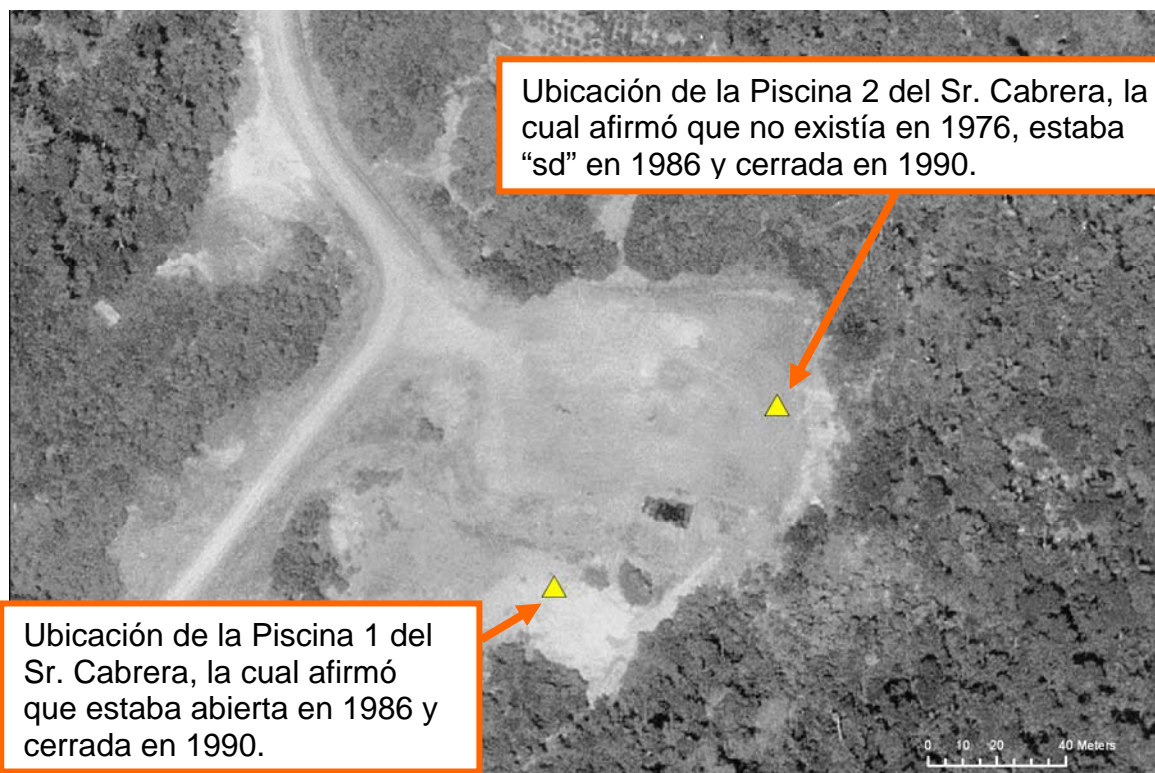 Ubicación de la Piscina 2 del Sr. Cabrera, la
cual afirmó que no existía en 1976, estaba
“sd” en 1986 y cerrada en 1990.
Ubicación de la Piscina 1 del
Sr. Cabrera, la cual afirmó
que estaba abierta en 1986 y
cerrada en 1990.
0 10 20 40 Meters